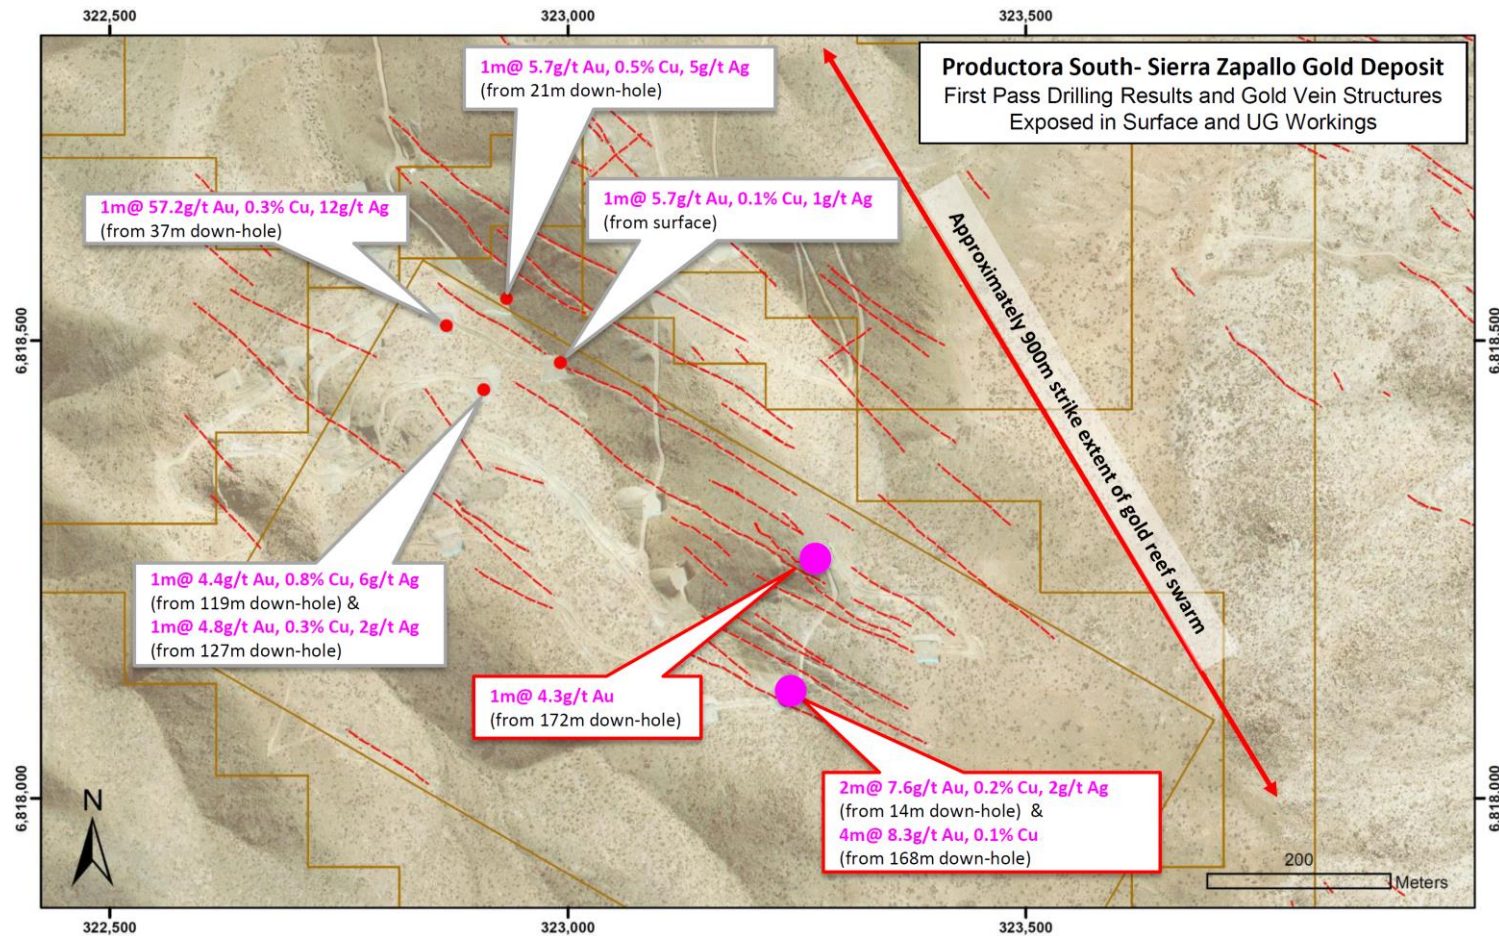 322,500
323,000
323,500
Productora South- Sierra Zapallo Gold Deposit
First Pass Drilling Results and Gold Vein Structures
Exposed in Surface and UG Workings
1m@ 5.7g/t Au, 0.5% Cu, 5g/t Ag
(from 21m down-hole)
1m@ 57.2g/t Au, 0.3% Cu, 12g/t Ag
(from 37m down-hole)
1m@ 5.7g/t Au, 0.1% Cu, 1g/t Ag
(from surface)
Approximately 900m strike extent of gold reef swarm
6,818,500
6,818,500
1m@ 4.4g/t Au, 0.8% Cu, 6g/t Ag
(from 119m down-hole) &
1m@ 4.8g/t Au, 0.3% Cu, 2g/t Ag
(from 127m down-hole)
1m@ 4.3g/t Au
(from 172m down-hole)
2m@ 7.6g/t Au, 0.2% Cu, 2g/t Ag
(from 14m down-hole) &
4m@ 8.3g/t Au, 0.1% Cu
(from 168m down-hole)
6,818,000
6,818,000
N
200
Meters
322,500
323,000
323,500